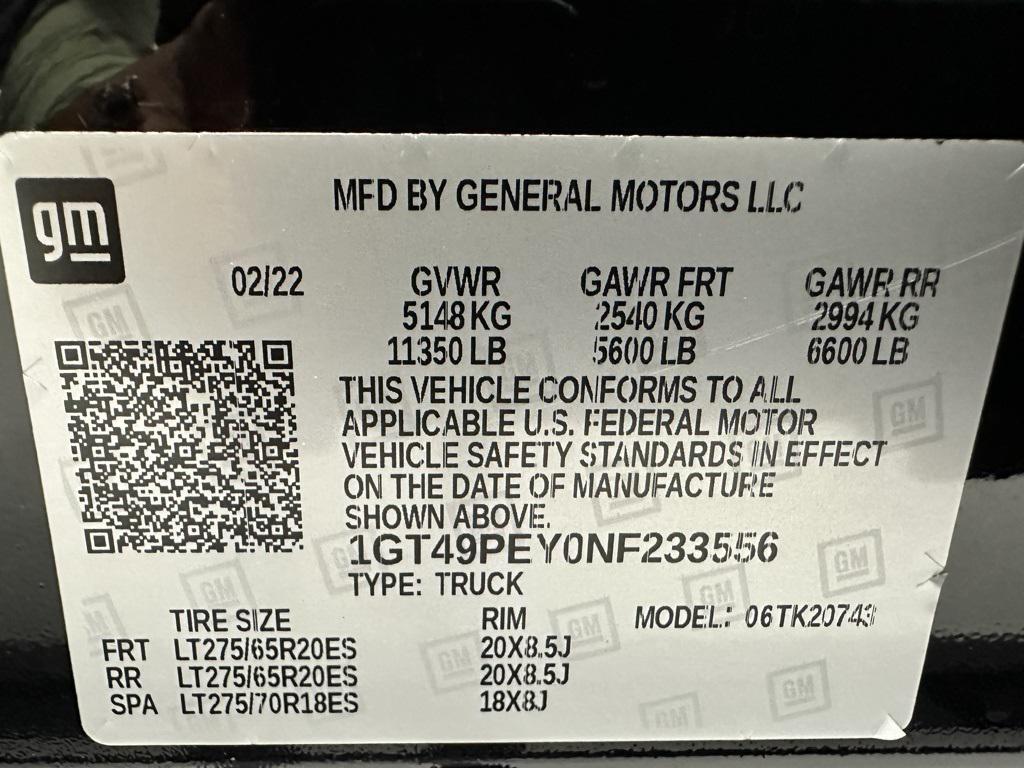 gm
MFD BY GENERAL MOTORS LLC
02/22 GVWR GAWR FRT GAWR RR
5148 KG 2540 KG 2994 KG
11350 LB 5600 LB 6600 LB
THIS VEHICLE CONFORMS TO ALL
APPLICABLE U.S. FEDERAL MOTOR
VEHICLE SAFETY STANDARDS IN EFFECT
ON THE DATE OF MANUFACTURE
SHOWN ABOVE.
1GT49PEY0NF233556
TYPE: TRUCK
TIRE SIZE RIM MODEL: 06TK20743
FRT LT275/65R20ES 20X8.5J
RR LT275/65R20ES 20X8.5J
SPA LT275/70R18ES 18X8J